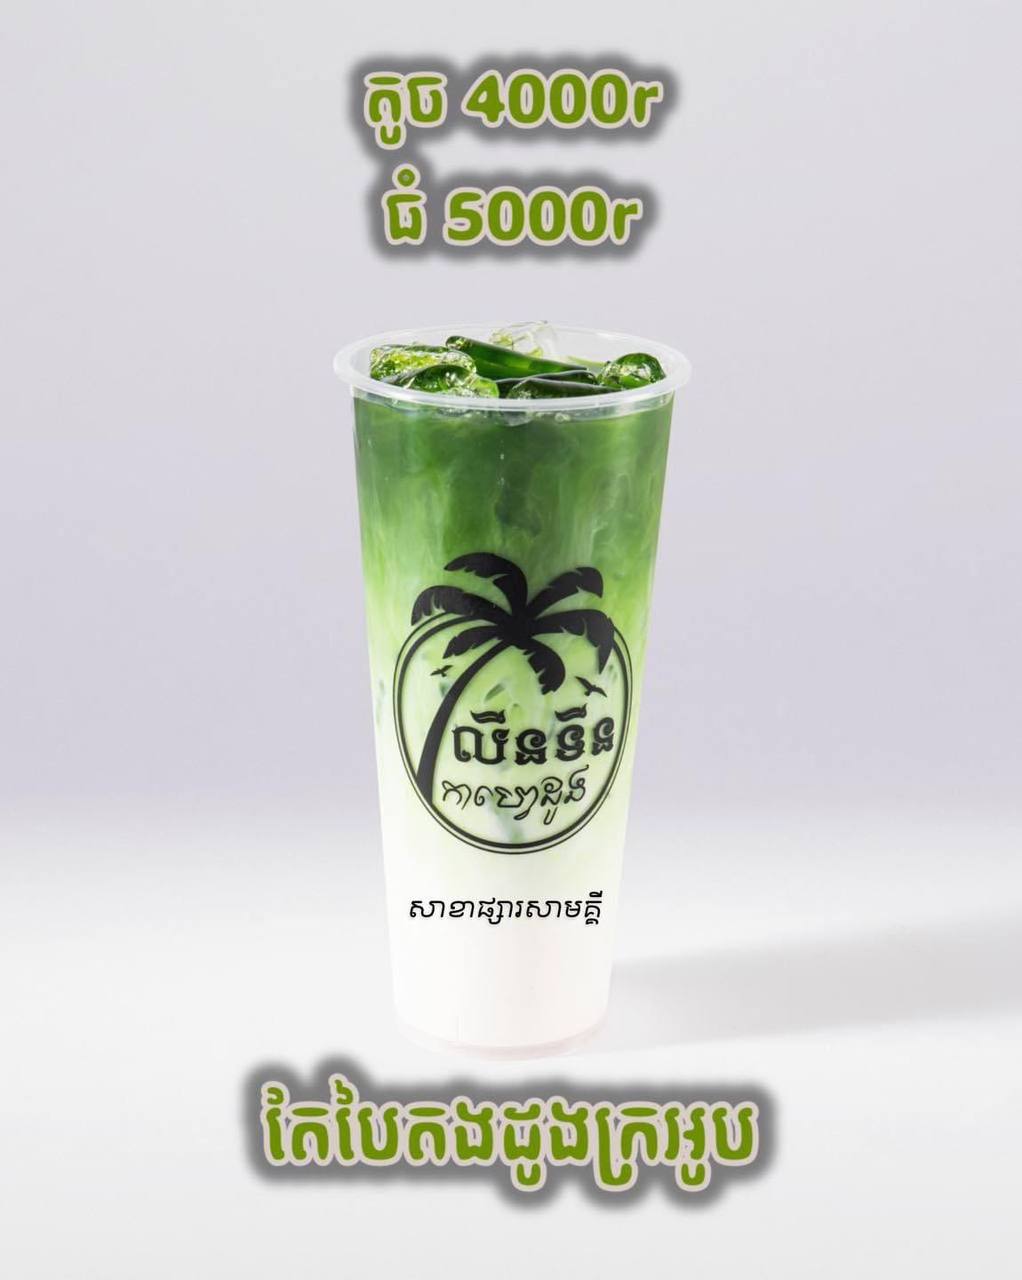 តូច 4000r
ធំ 5000r
លីនទីន
កាហ្វេដូង
សាខាផ្សារសាមគ្គី
តែបៃតងដូងក្រអូប